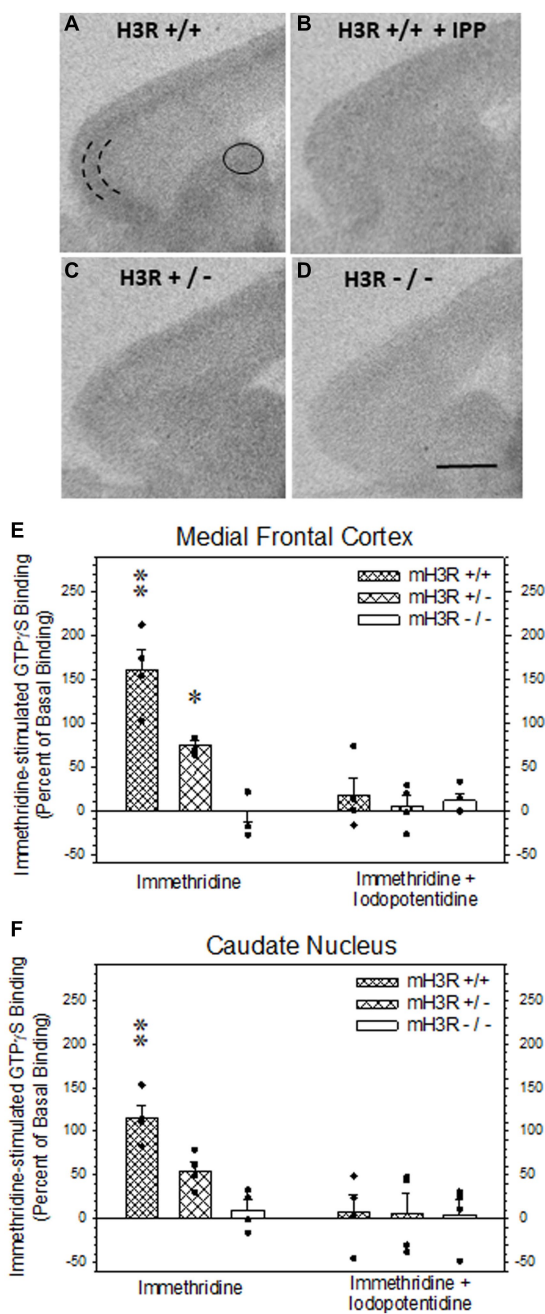 A
H3R +/+
B
H3R +/+ + IPP
C
H3R + / -
D
H3R - / -
E
Medial Frontal Cortex
Immethridine-stimulated GTPγS Binding
(Percent of Basal Binding)
250
200
150
100
50
0
-50
**
*
mH3R +/+
mH3R +/ -
mH3R - / -
250
200
150
100
50
0
-50
Immethridine
Immethridine +
Iodopotentidine
F
Caudate Nucleus
Immethridine-stimulated GTPγS Binding
(Percent of Basal Binding)
250
200
150
100
50
0
-50
**
mH3R +/+
mH3R +/ -
mH3R - / -
250
200
150
100
50
0
-50
Immethridine
Immethridine +
Iodopotentidine